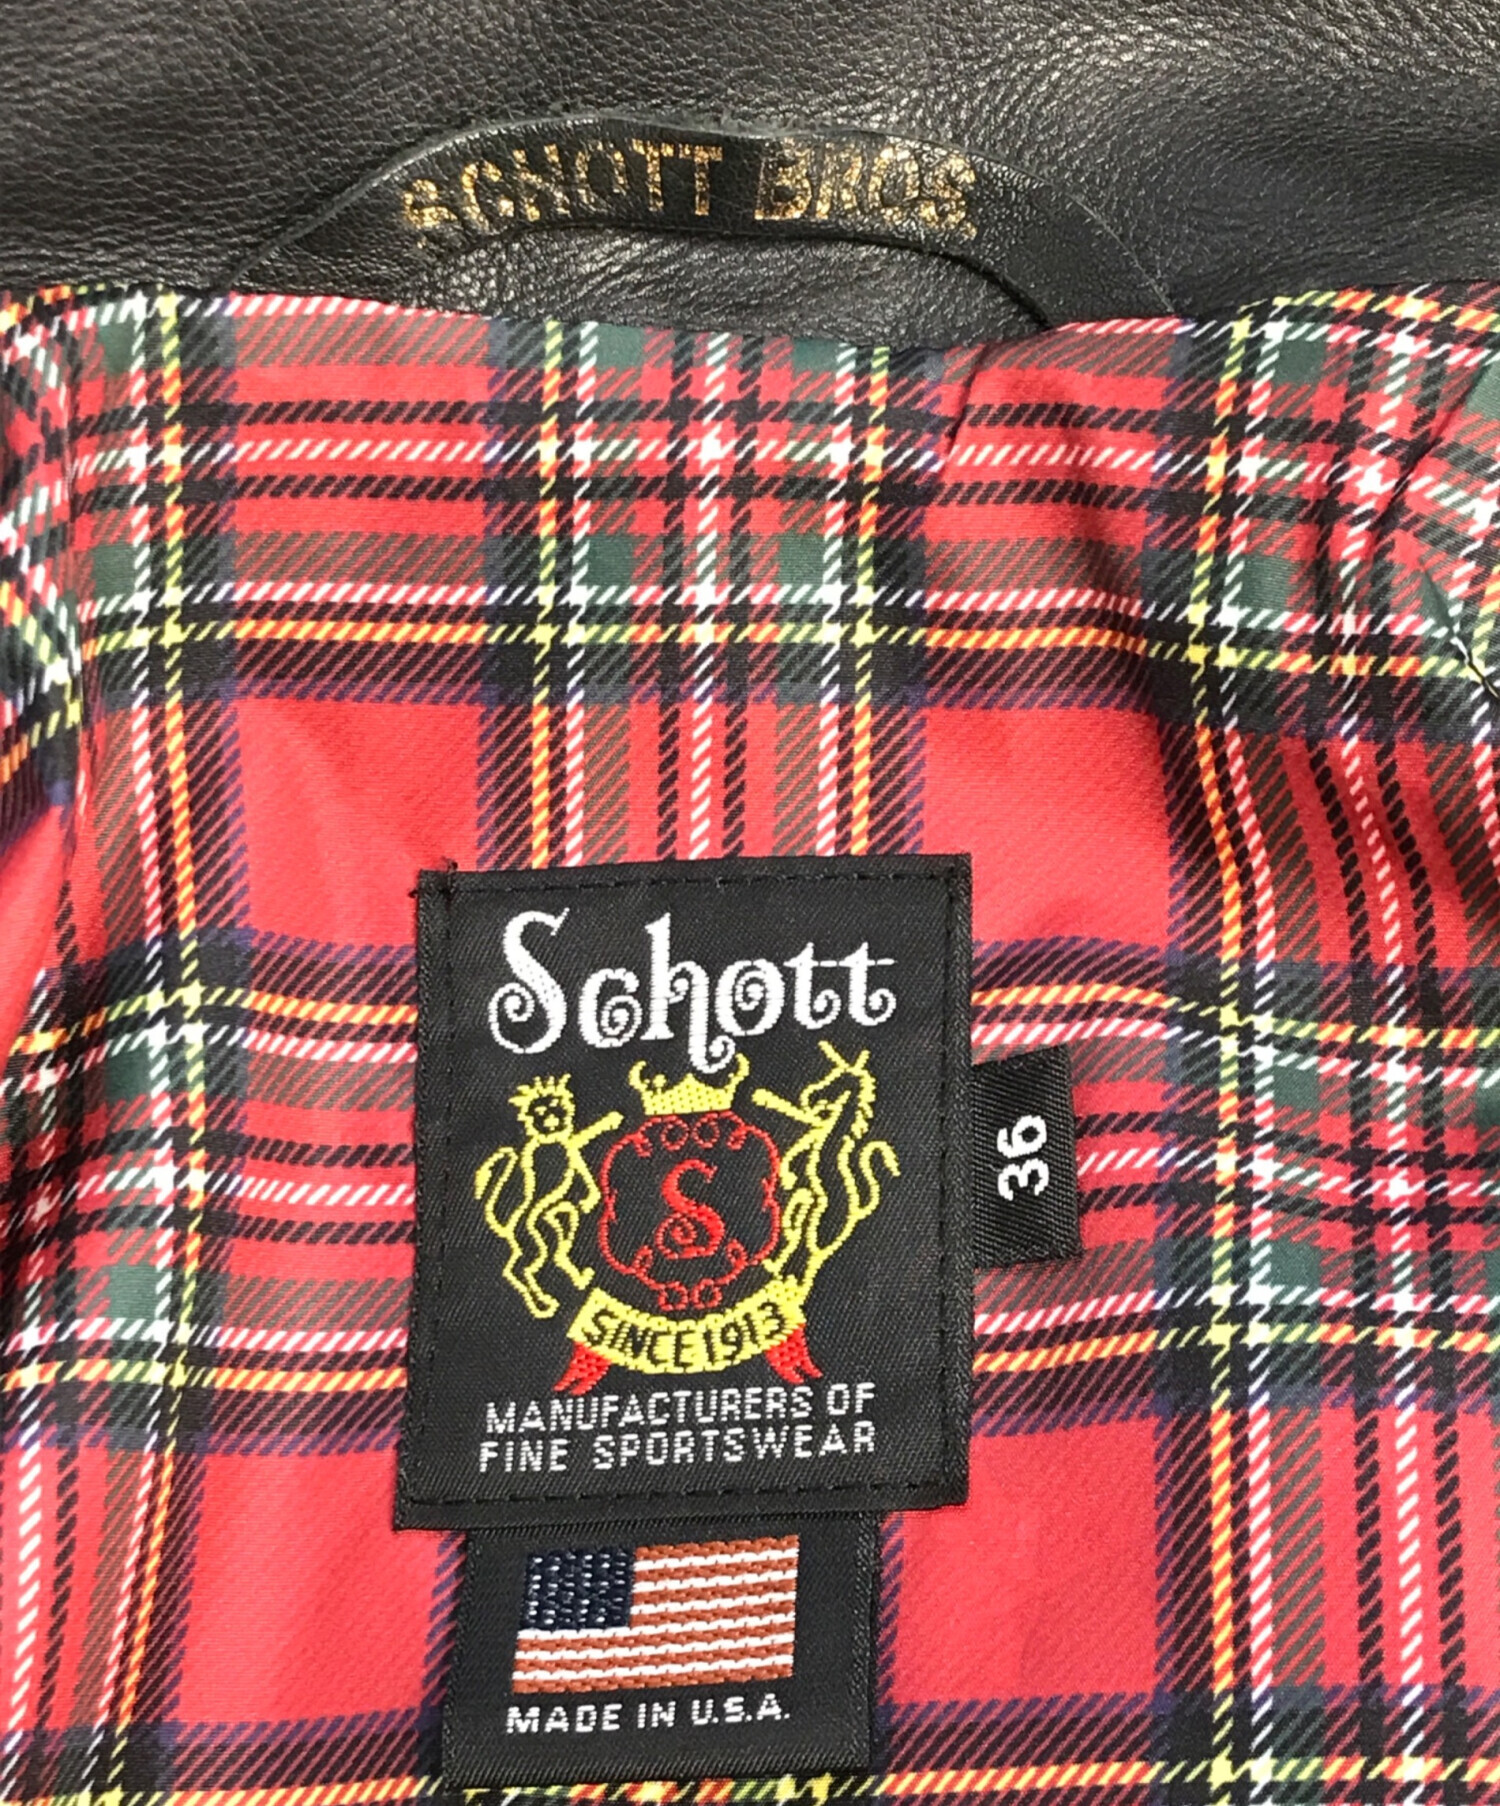 SCHOTT BROS.
Schott
S
SINCE 1913
MANUFACTURERS OF
FINE SPORTSWEAR
36
MADE IN U.S.A.